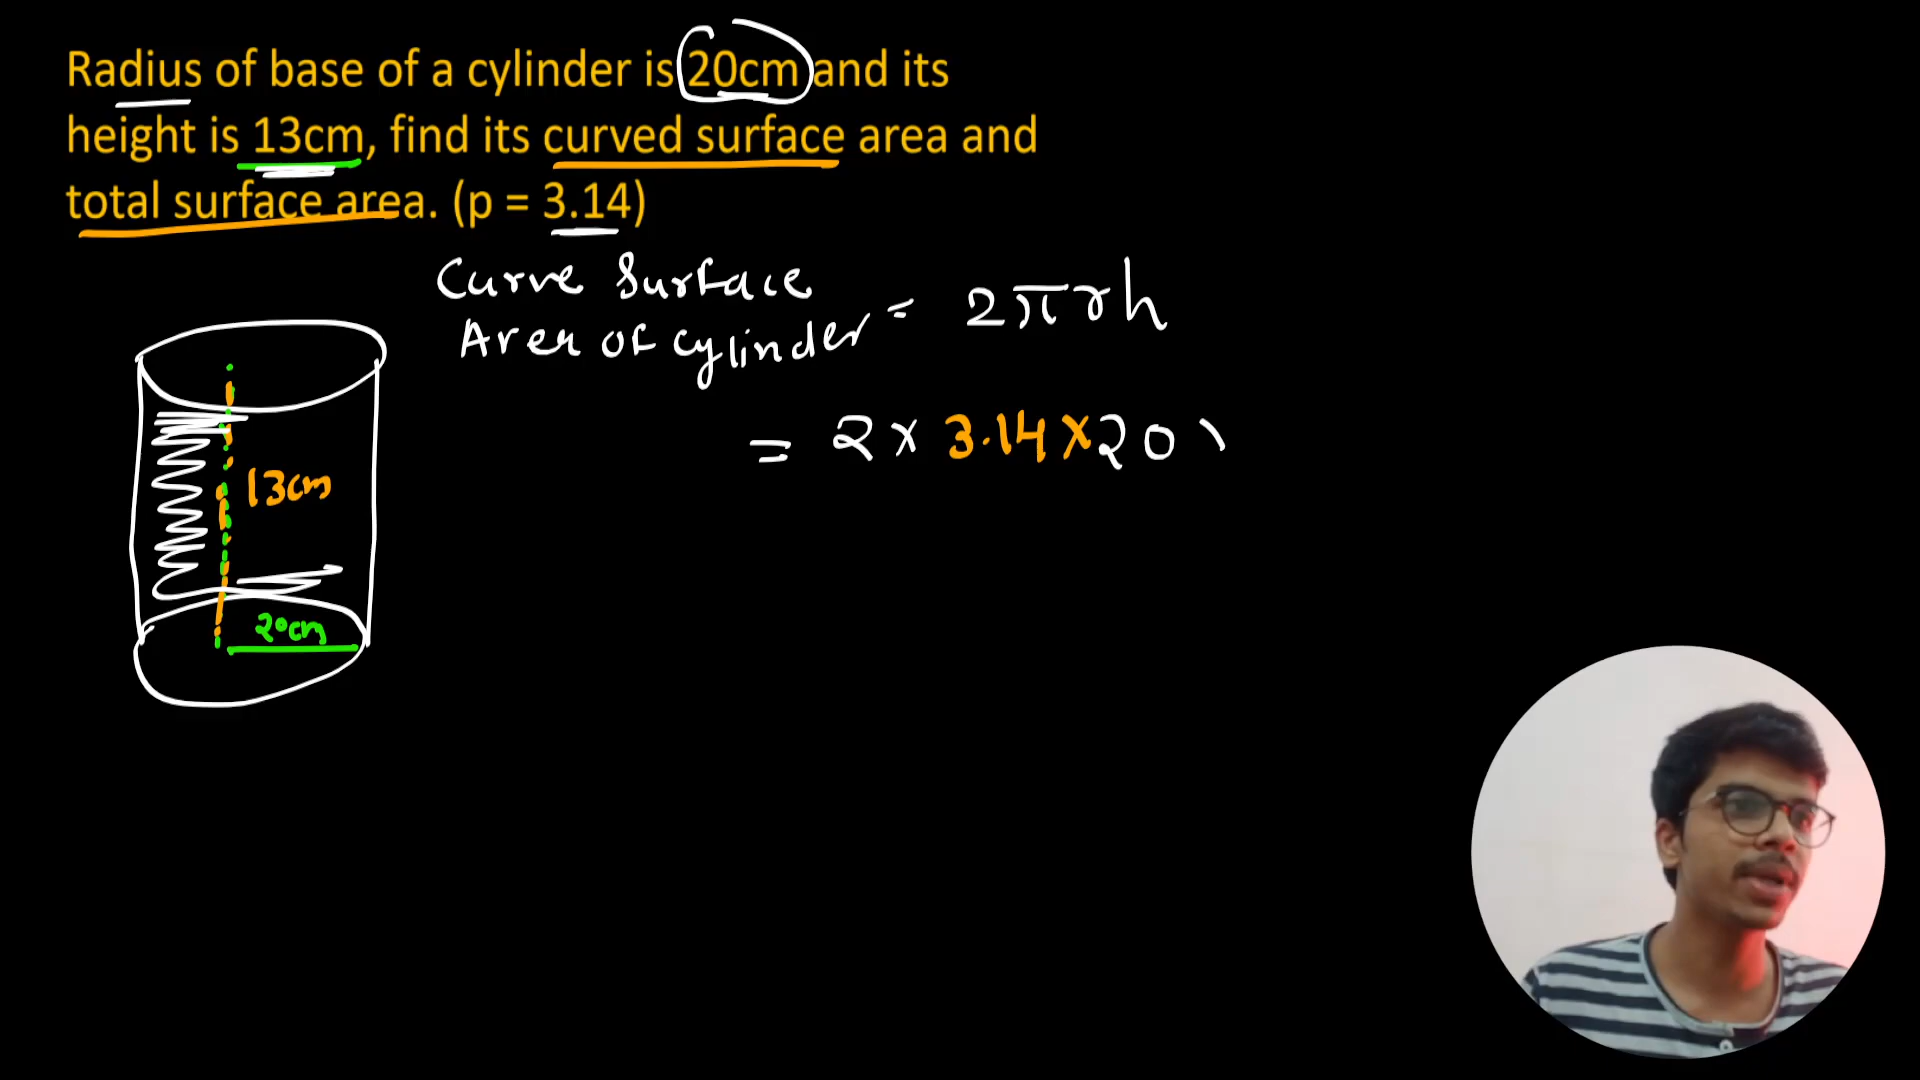 Radius of base of a cylinder is 20cm and its
height is 13cm, find its curved surface area and
total surface area. (p = 3.14)
Curve Surface
Area of cylinder = 2πrh
= 2 × 3.14 × 20
13cm
20cm